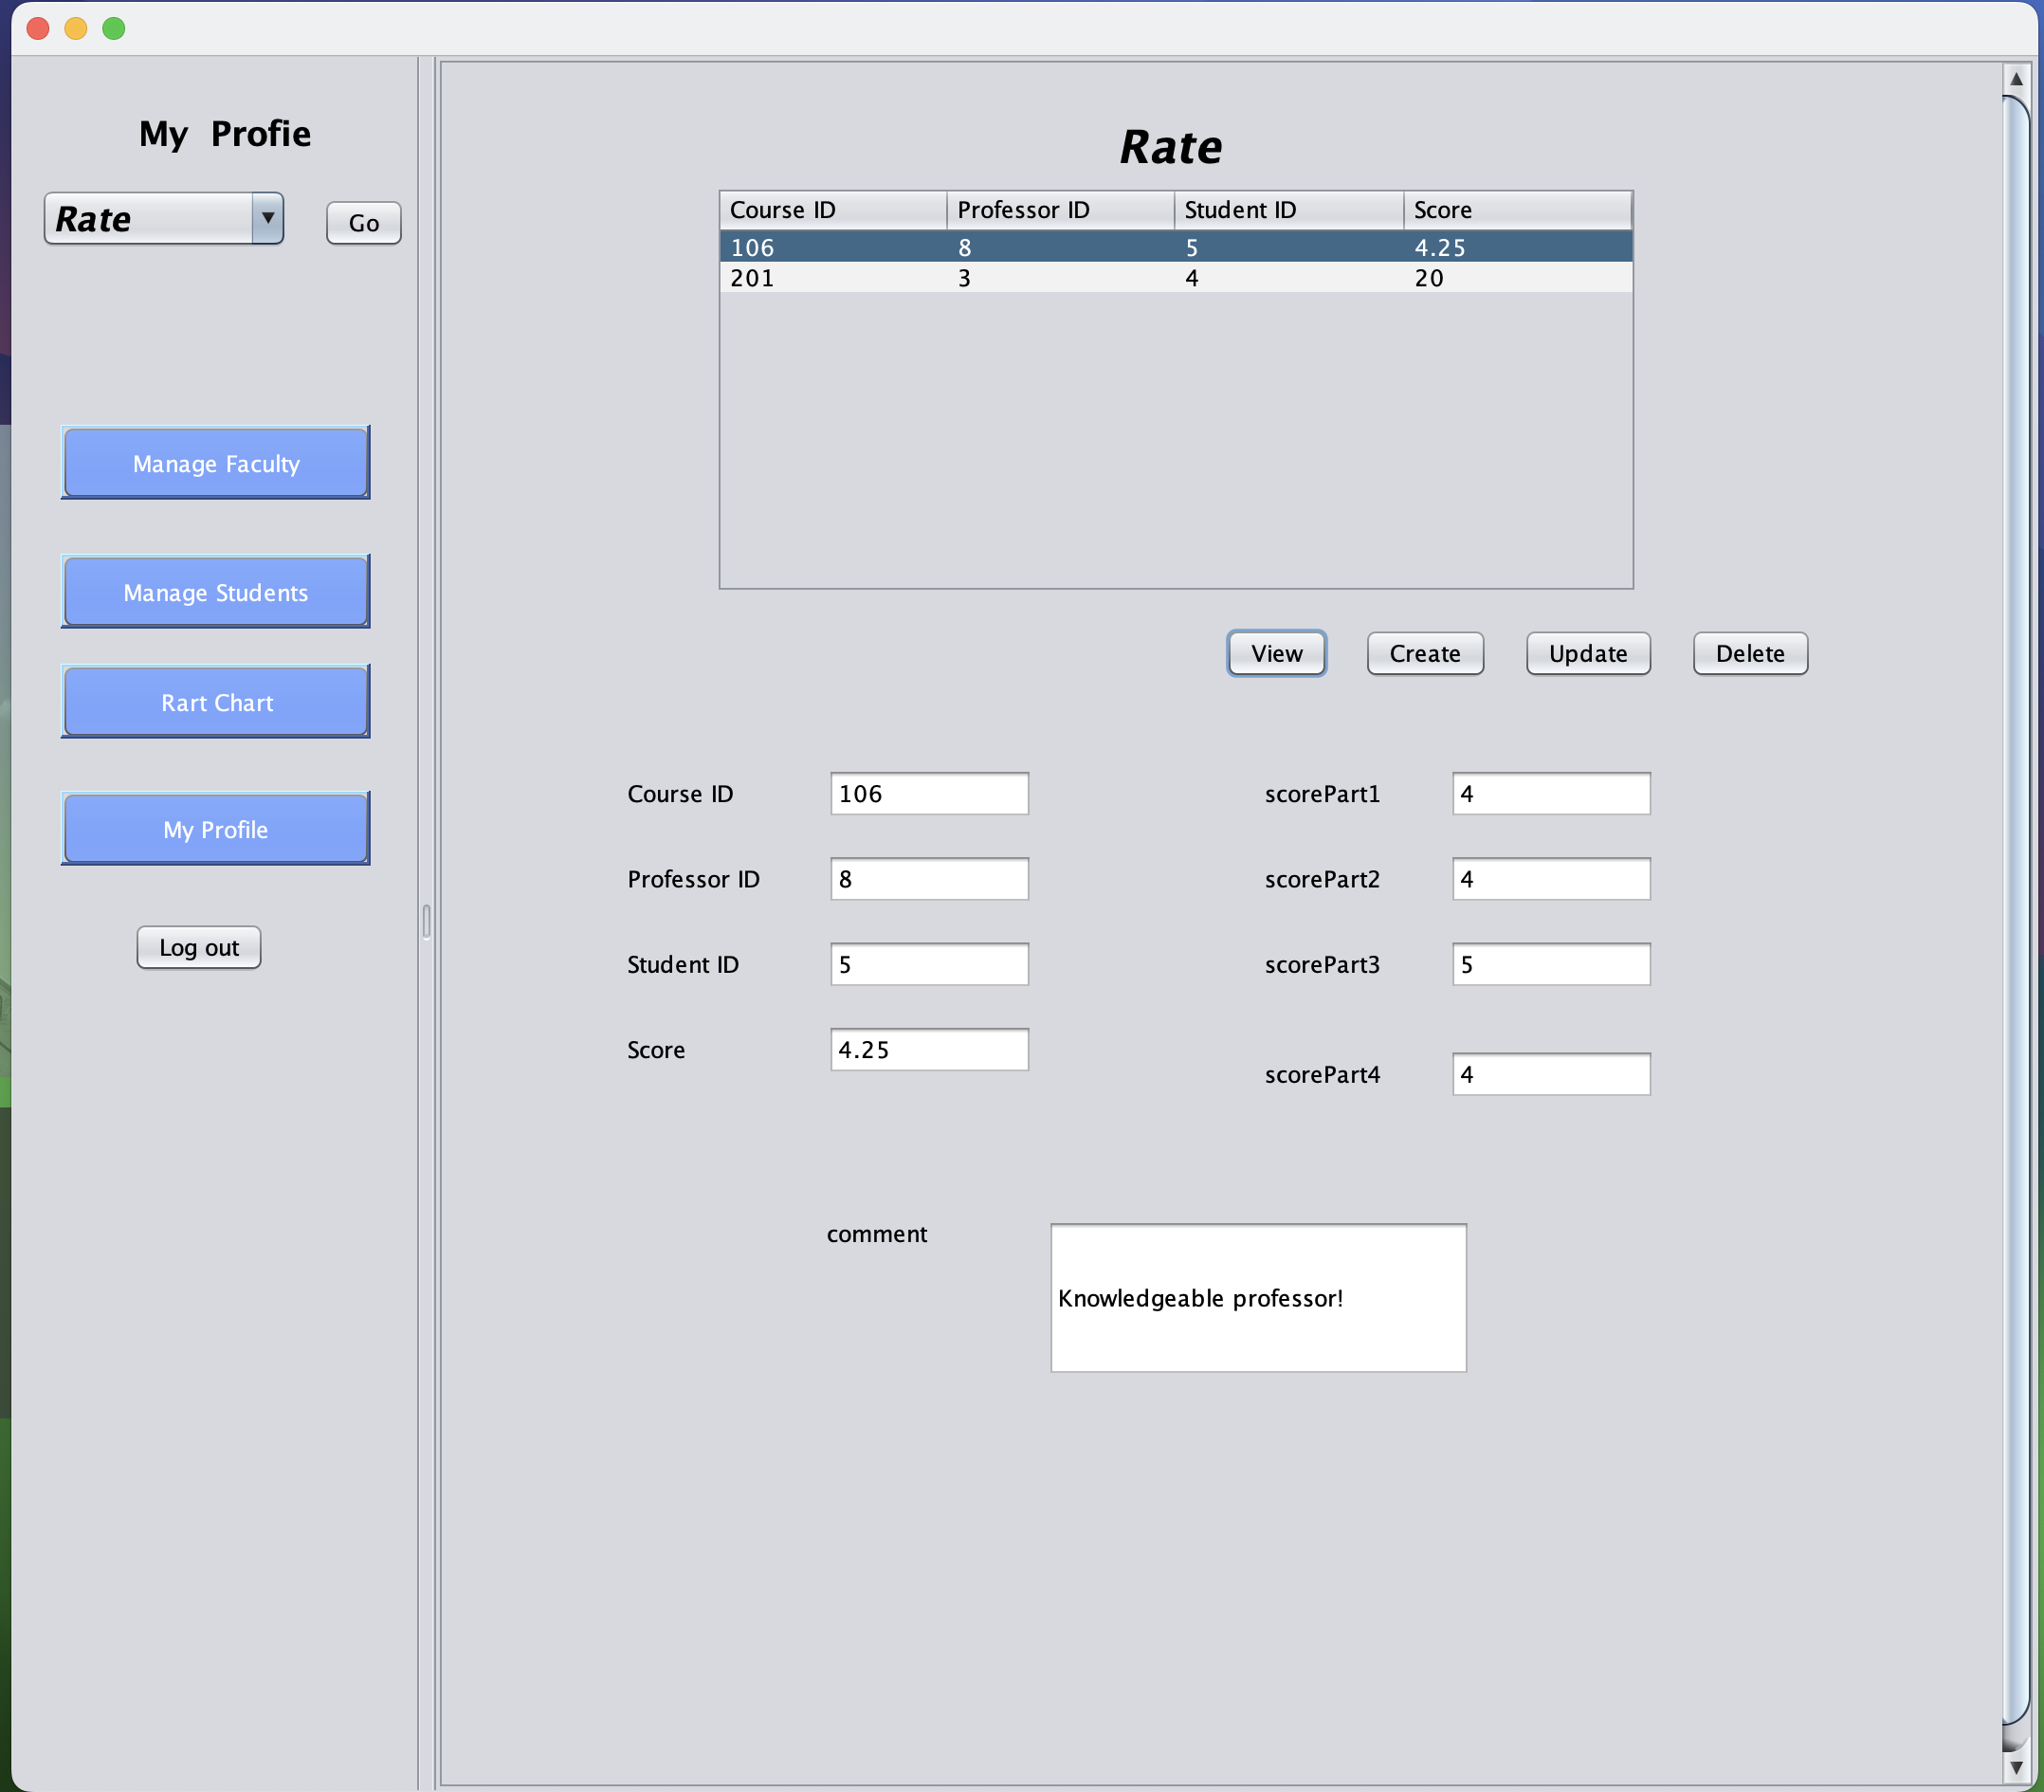 My Profie
Rate
Go
Manage Faculty
Manage Students
Rart Chart
My Profile
Log out
Rate
Course ID Professor ID Student ID Score
106 8 5 4.25
201 3 4 20
View Create Update Delete
Course ID 106 scorePart1 4
Professor ID 8 scorePart2 4
Student ID 5 scorePart3 5
Score 4.25 scorePart4 4
comment
Knowledgeable professor!